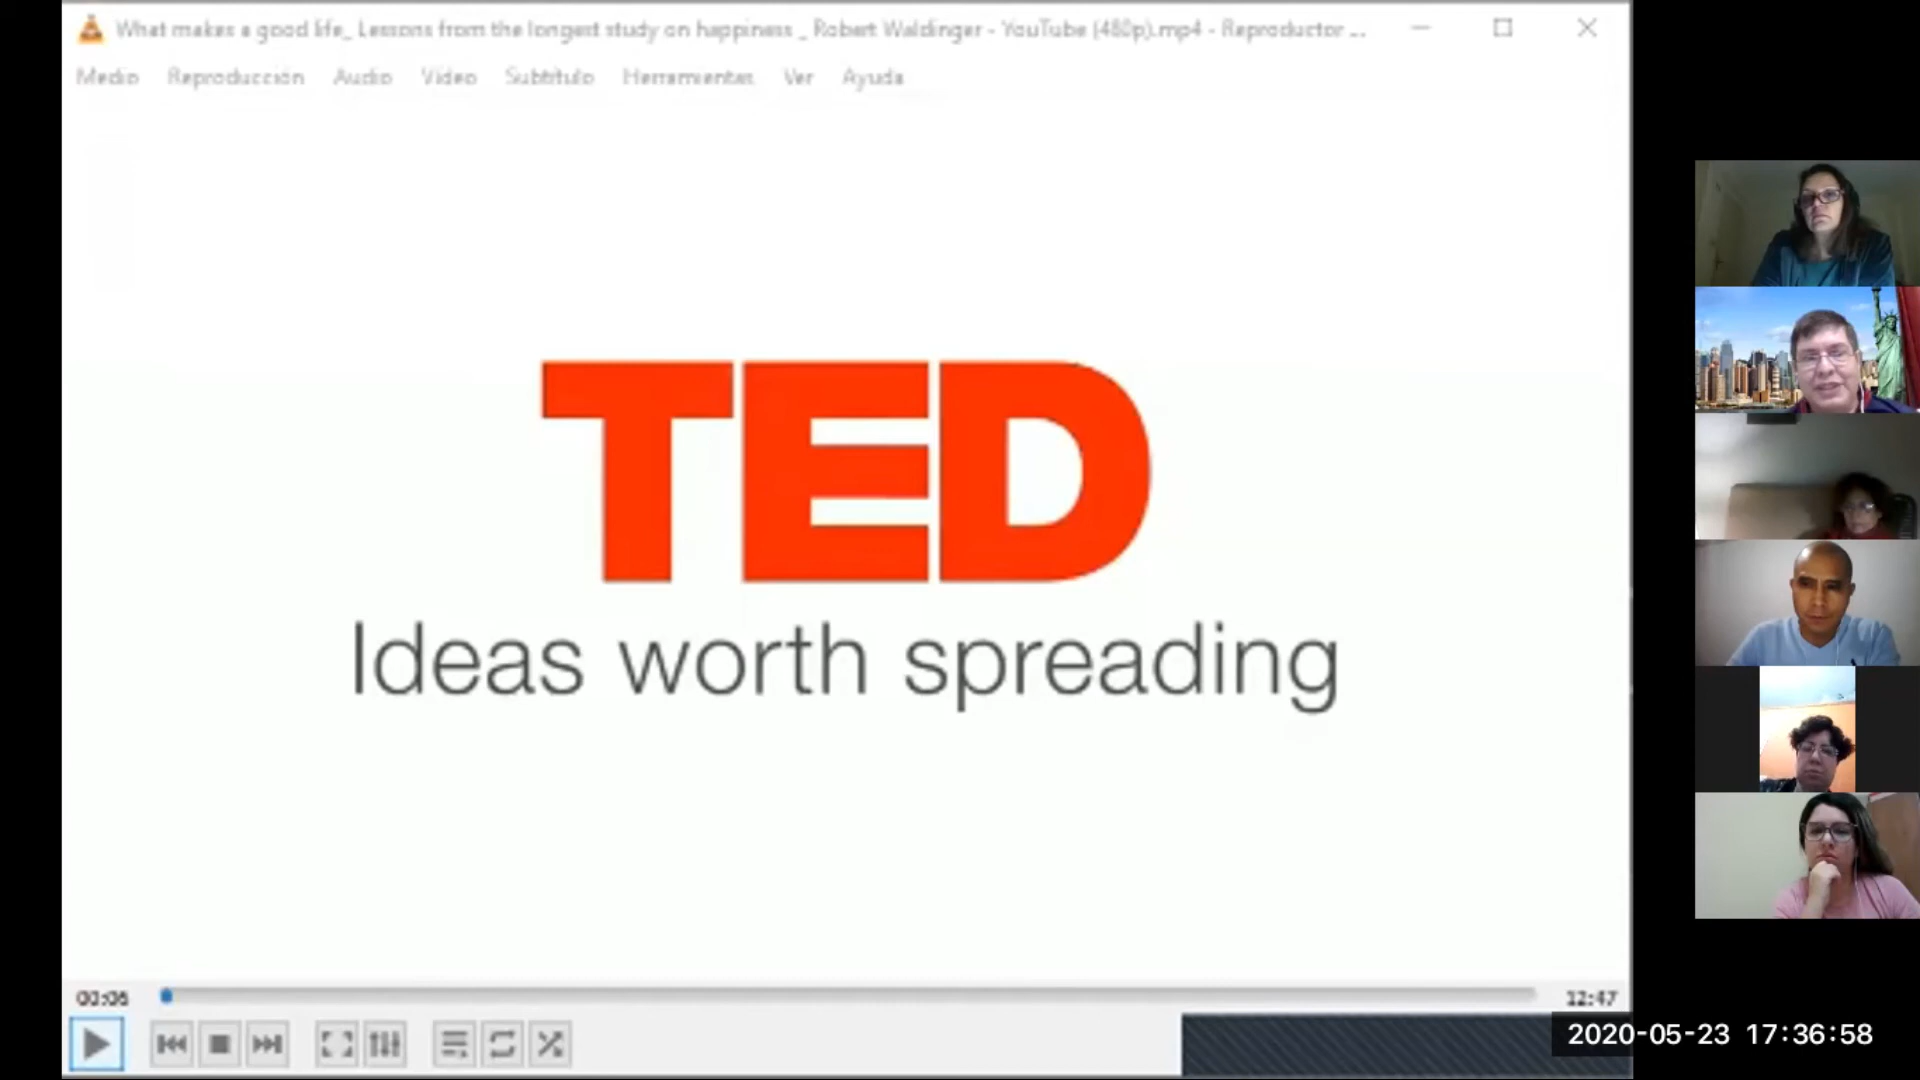 What makes a good life_ Lessons from the longest study on happiness _ Robert Waldinger - YouTube (480p).mp4 - Reproductor ...
Medio Reproducción Audio Video Subtítulo Herramientas Ver Ayuda
TED
Ideas worth spreading
00:06
12:47
2020-05-23 17:36:58